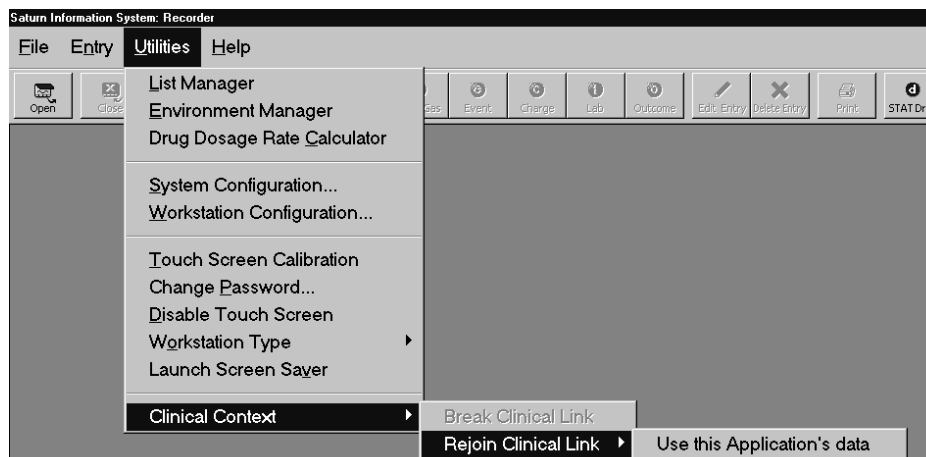 Saturn Information System: Recorder
File Entry Utilities Help
Open Close Gas Event Charge Lab Outcome Edit Entry Delete Entry Print STAT Dr
List Manager
Environment Manager
Drug Dosage Rate Calculator
System Configuration...
Workstation Configuration...
Touch Screen Calibration
Change Password...
Disable Touch Screen
Workstation Type
Launch Screen Saver
Clinical Context
Break Clinical Link
Rejoin Clinical Link
Use this Application's data